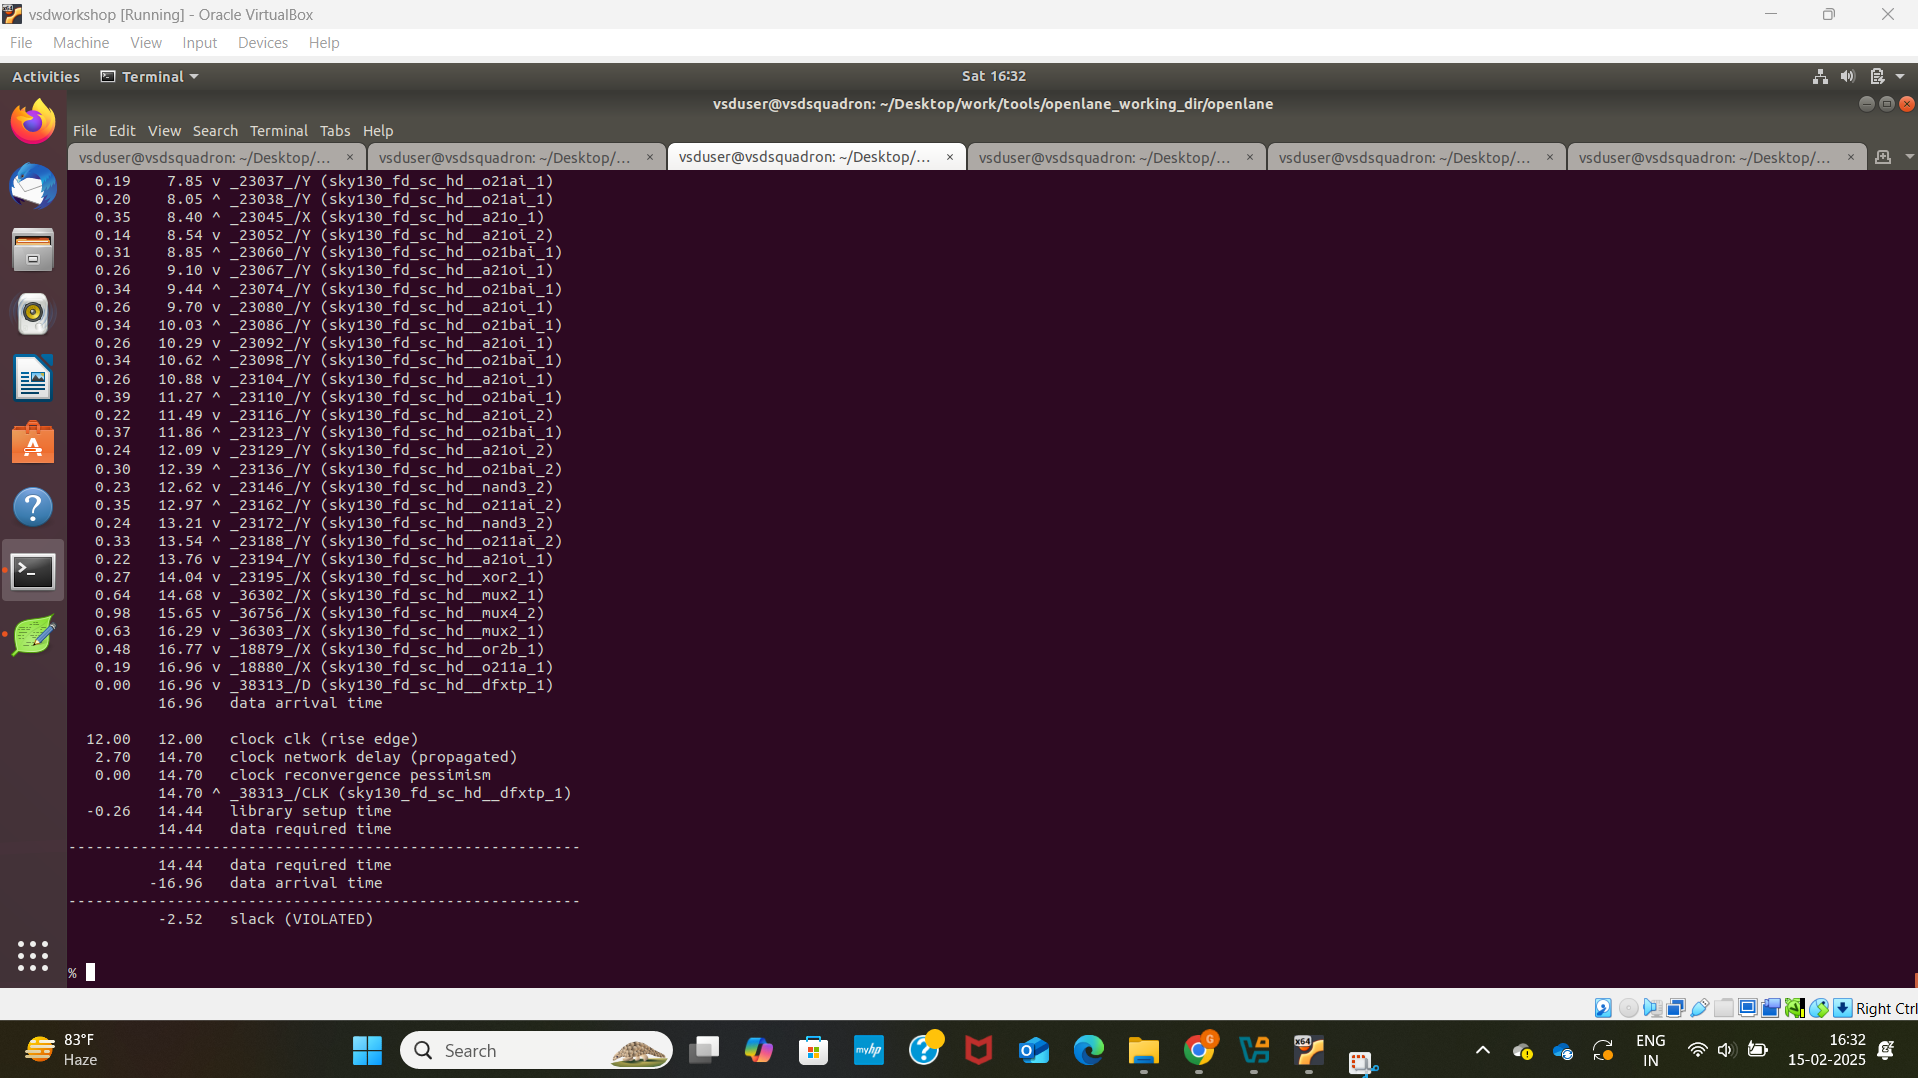 vsdworkshop [Running] - Oracle VirtualBox
File Machine View Input Devices Help
Activities Terminal Sat 16:32
vsduser@vsdsquadron: ~/Desktop/work/tools/openlane_working_dir/openlane
File Edit View Search Terminal Tabs Help
vsduser@vsdsquadron: ~/Desktop/... × vsduser@vsdsquadron: ~/Desktop/... × vsduser@vsdsquadron: ~/Desktop/... × vsduser@vsdsquadron: ~/Desktop/... × vsduser@vsdsquadron: ~/Desktop/... × vsduser@vsdsquadron: ~/Desktop/... ×
0.19 7.85 v _23037_/Y (sky130_fd_sc_hd__o21ai_1)
0.20 8.05 ^ _23038_/Y (sky130_fd_sc_hd__o21ai_1)
0.35 8.40 ^ _23045_/X (sky130_fd_sc_hd__a21o_1)
0.14 8.54 v _23052_/Y (sky130_fd_sc_hd__a21oi_2)
0.31 8.85 ^ _23060_/Y (sky130_fd_sc_hd__o21bai_1)
0.26 9.10 v _23067_/Y (sky130_fd_sc_hd__a21oi_1)
0.34 9.44 ^ _23074_/Y (sky130_fd_sc_hd__o21bai_1)
0.26 9.70 v _23080_/Y (sky130_fd_sc_hd__a21oi_1)
0.34 10.03 ^ _23086_/Y (sky130_fd_sc_hd__o21bai_1)
0.26 10.29 v _23092_/Y (sky130_fd_sc_hd__a21oi_1)
0.34 10.62 ^ _23098_/Y (sky130_fd_sc_hd__o21bai_1)
0.26 10.88 v _23104_/Y (sky130_fd_sc_hd__a21oi_1)
0.39 11.27 ^ _23110_/Y (sky130_fd_sc_hd__o21bai_1)
0.22 11.49 v _23116_/Y (sky130_fd_sc_hd__a21oi_2)
0.37 11.86 ^ _23123_/Y (sky130_fd_sc_hd__o21bai_1)
0.24 12.09 v _23129_/Y (sky130_fd_sc_hd__a21oi_2)
0.30 12.39 ^ _23136_/Y (sky130_fd_sc_hd__o21bai_2)
0.23 12.62 v _23146_/Y (sky130_fd_sc_hd__nand3_2)
0.35 12.97 ^ _23162_/Y (sky130_fd_sc_hd__o211ai_2)
0.24 13.21 v _23172_/Y (sky130_fd_sc_hd__nand3_2)
0.33 13.54 ^ _23188_/Y (sky130_fd_sc_hd__o211ai_2)
0.22 13.76 v _23194_/Y (sky130_fd_sc_hd__a21oi_1)
0.27 14.04 v _23195_/X (sky130_fd_sc_hd__xor2_1)
0.64 14.68 v _36302_/X (sky130_fd_sc_hd__mux2_1)
0.98 15.65 v _36756_/X (sky130_fd_sc_hd__mux4_2)
0.63 16.29 v _36303_/X (sky130_fd_sc_hd__mux2_1)
0.48 16.77 v _18879_/X (sky130_fd_sc_hd__or2b_1)
0.19 16.96 v _18880_/X (sky130_fd_sc_hd__o211a_1)
0.00 16.96 v _38313_/D (sky130_fd_sc_hd__dfxtp_1)
16.96 data arrival time
12.00 12.00 clock clk (rise edge)
2.70 14.70 clock network delay (propagated)
0.00 14.70 clock reconvergence pessimism
14.70 ^ _38313_/CLK (sky130_fd_sc_hd__dfxtp_1)
-0.26 14.44 library setup time
14.44 data required time
---------------------------------------------------------
14.44 data required time
-16.96 data arrival time
---------------------------------------------------------
-2.52 slack (VIOLATED)
%
Right Ctrl
83°F
Haze
Search
myhp
ENG
IN
16:32
15-02-2025